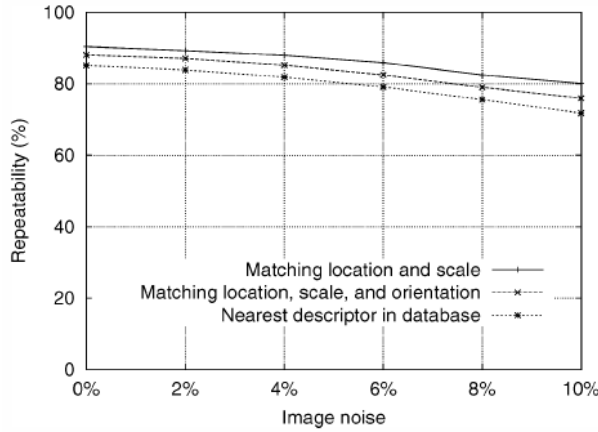 100
80
60
40
20
0
Repeatability (%)
Matching location and scale
Matching location, scale, and orientation
Nearest descriptor in database
0% 2% 4% 6% 8% 10%
Image noise